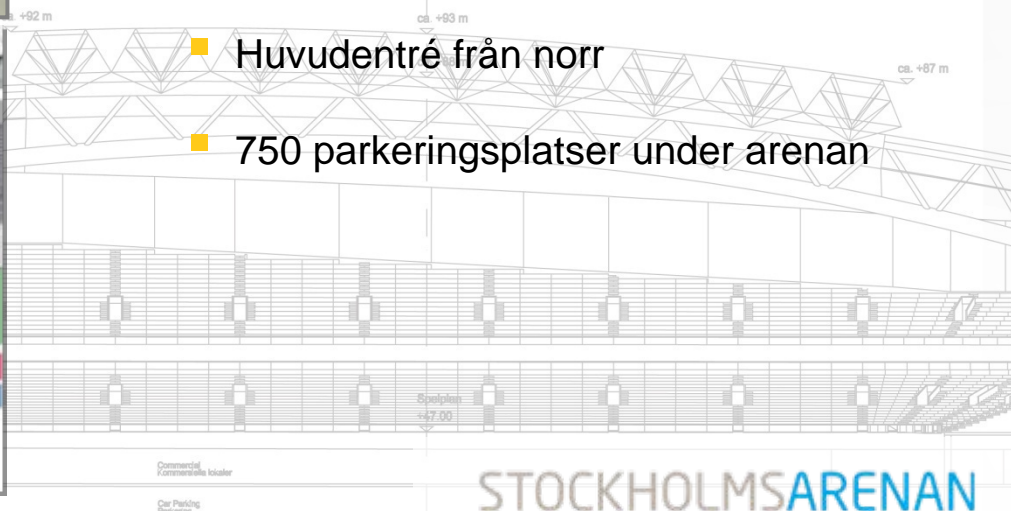 +92 m
ca. +93 m
Huvudentré från norr
ca. +87 m
750 parkeringsplatser under arenan
Spelplan
+47.00
Commercial
Kommersiella lokaler
Car Parking
STOCKHOLMSARENAN